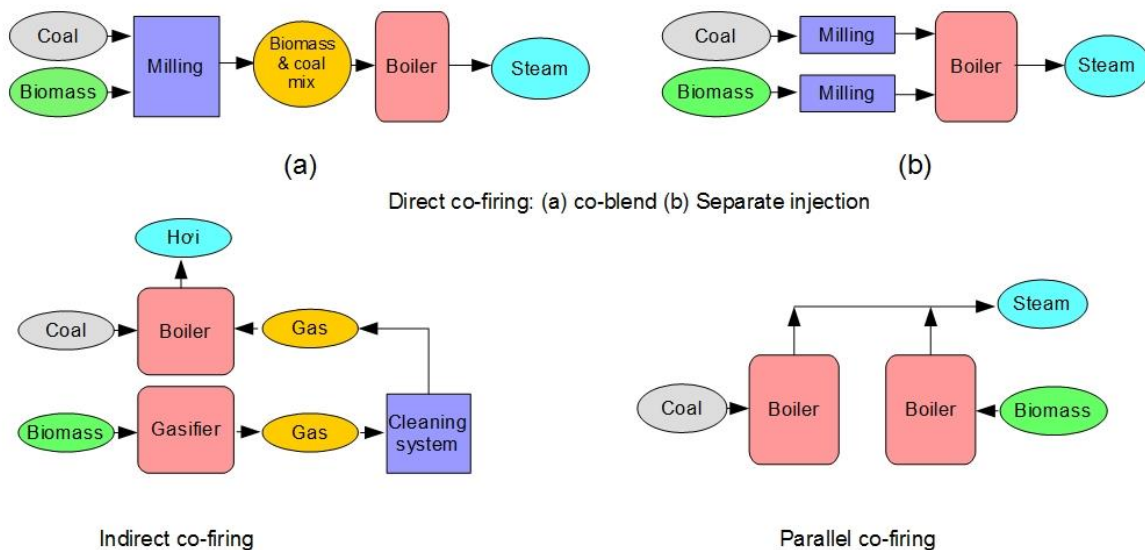 Coal
Biomass
Milling
Biomass
& coal
mix
Boiler
Steam
(a)
Coal
Biomass
Milling
Milling
Boiler
Steam
(b)
Direct co-firing: (a) co-blend (b) Separate injection
Hơi
Coal
Boiler
Gas
Biomass
Gasifier
Gas
Cleaning
system
Indirect co-firing
Steam
Coal
Boiler
Boiler
Biomass
Parallel co-firing